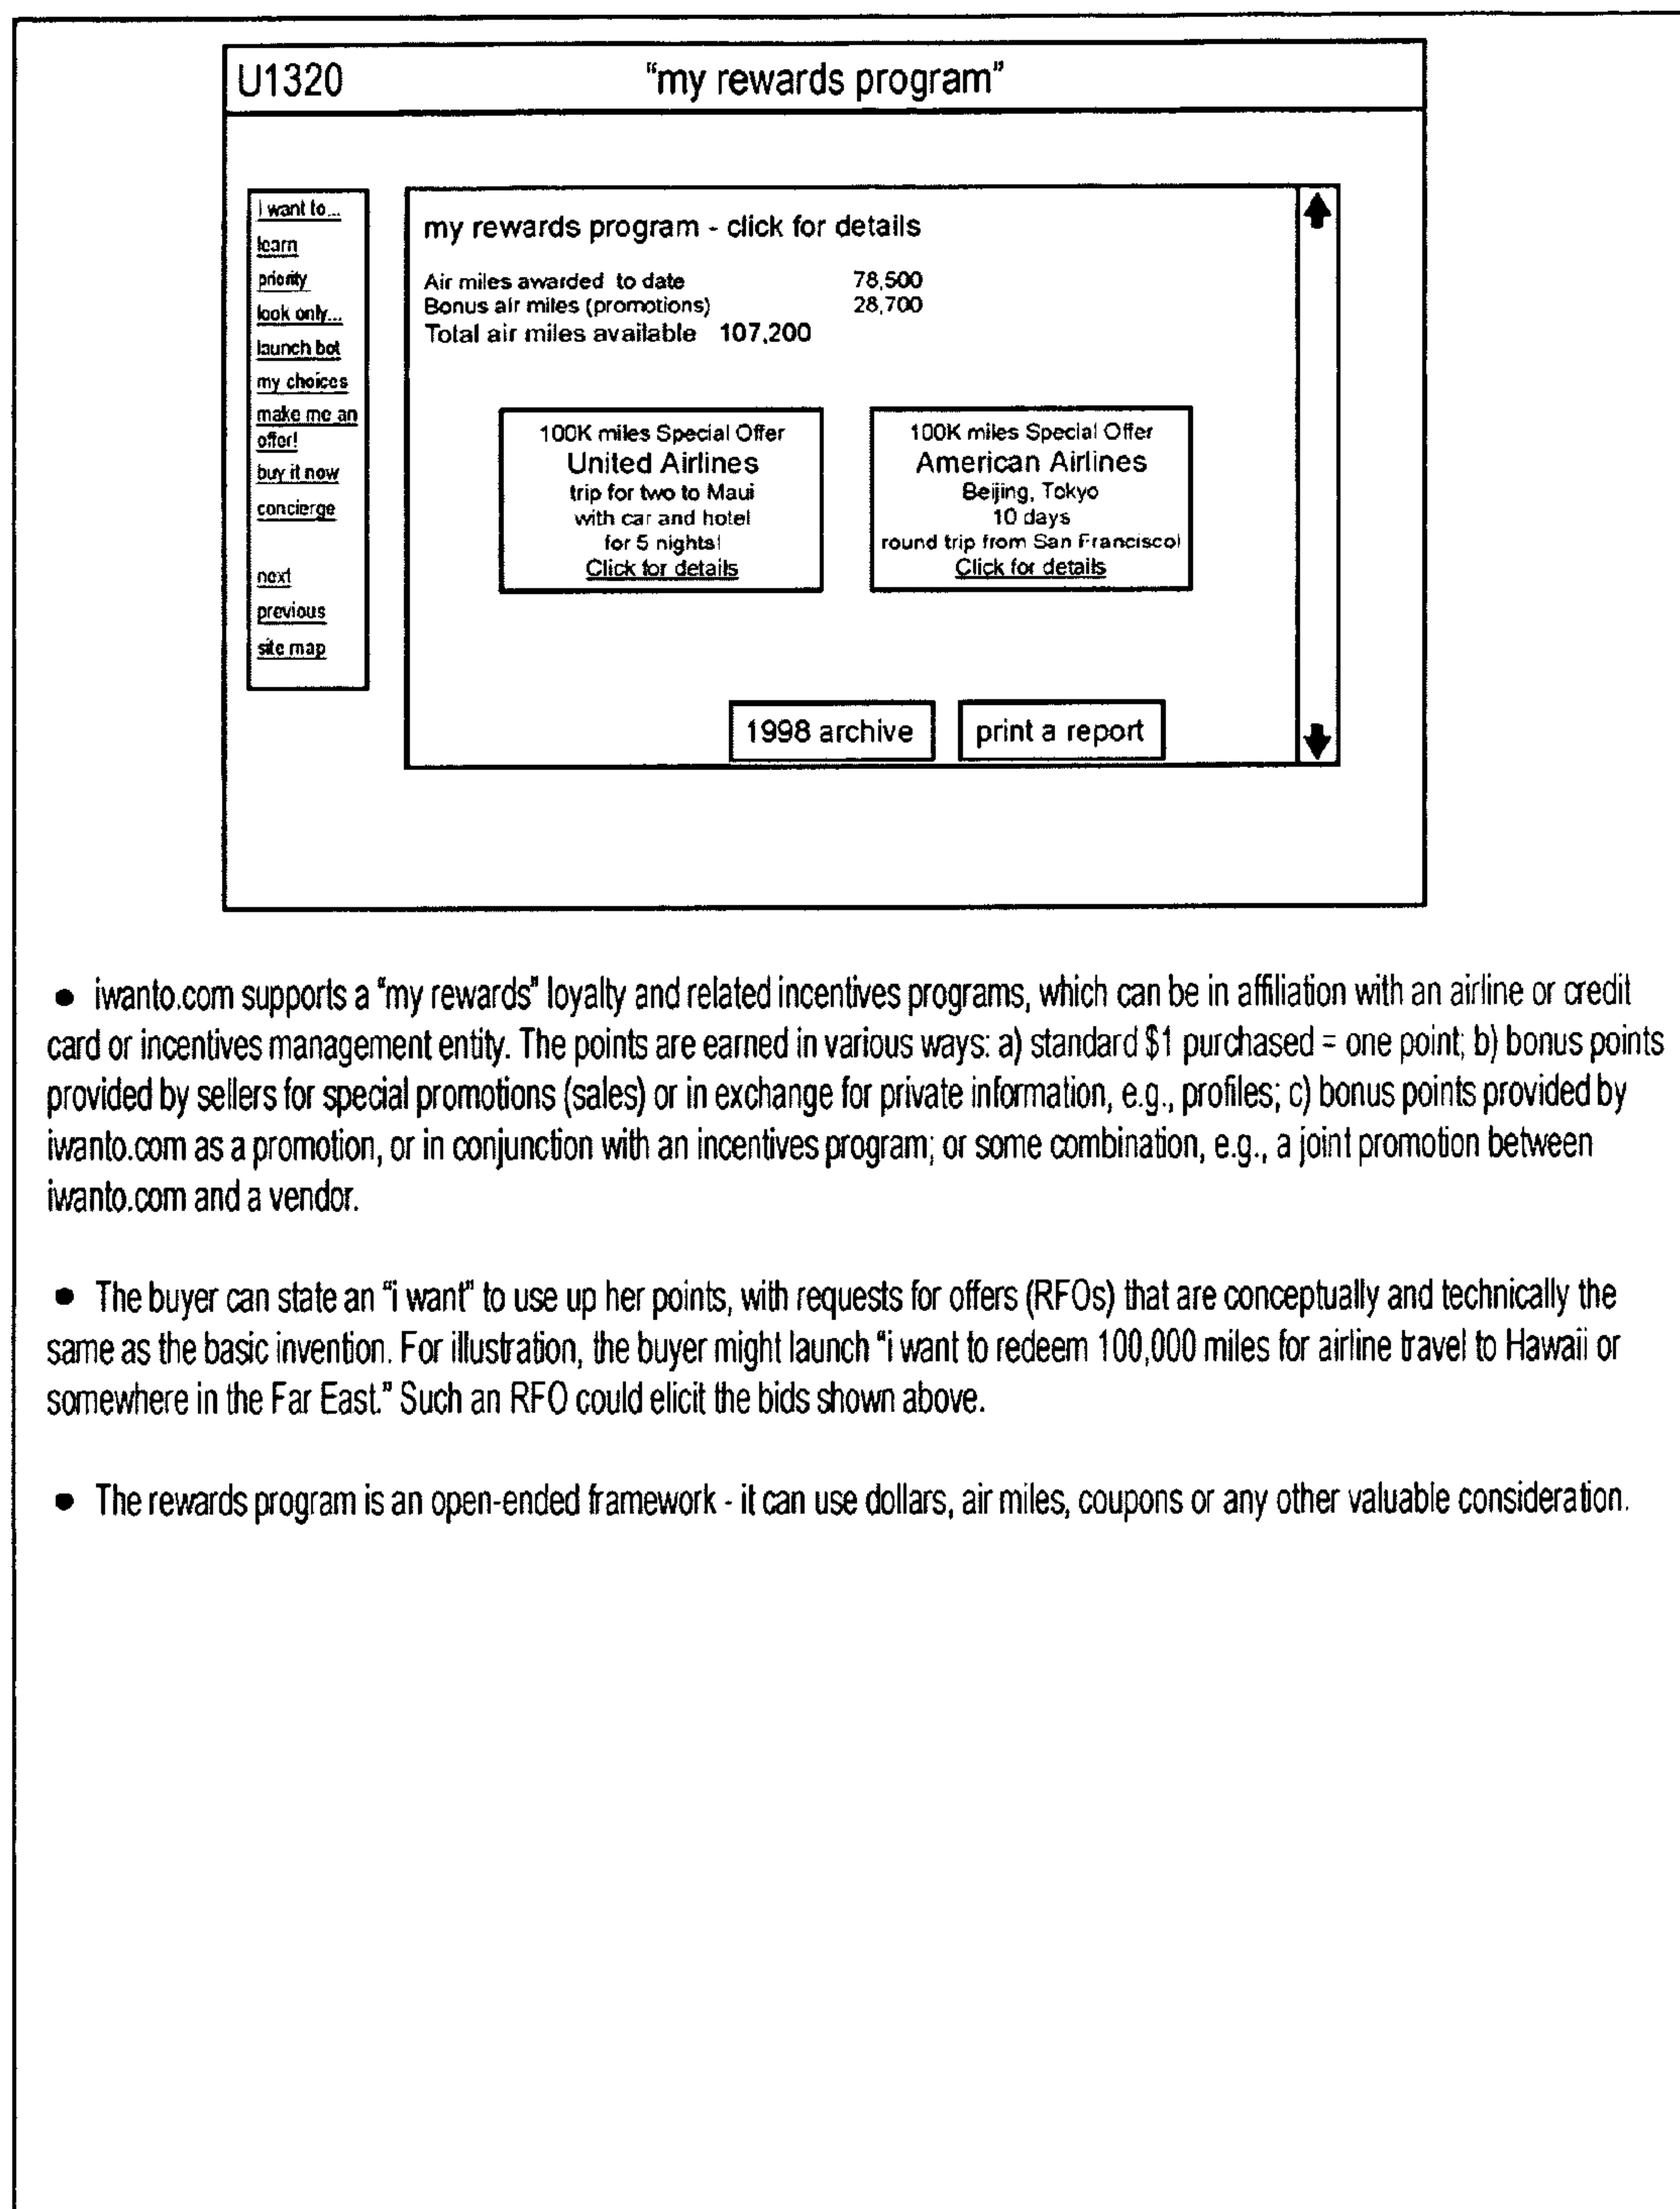 U1320 "my rewards program"
i want to...
learn
priority
look only...
launch bot
my choices
make me an
offer!
buy it now
concierge
next
previous
site map
my rewards program - click for details
Air miles awarded to date 78,500
Bonus air miles (promotions) 28,700
Total air miles available 107,200
100K miles Special Offer
United Airlines
trip for two to Maui
with car and hotel
for 5 nights!
Click for details
100K miles Special Offer
American Airlines
Beijing, Tokyo
10 days
round trip from San Francisco!
Click for details
1998 archive
print a report
• iwanto.com supports a "my rewards" loyalty and related incentives programs, which can be in affiliation with an airline or credit
card or incentives management entity. The points are earned in various ways: a) standard $1 purchased = one point; b) bonus points
provided by sellers for special promotions (sales) or in exchange for private information, e.g., profiles; c) bonus points provided by
iwanto.com as a promotion, or in conjunction with an incentives program; or some combination, e.g., a joint promotion between
iwanto.com and a vendor.
• The buyer can state an "i want" to use up her points, with requests for offers (RFOs) that are conceptually and technically the
same as the basic invention. For illustration, the buyer might launch "i want to redeem 100,000 miles for airline travel to Hawaii or
somewhere in the Far East." Such an RFO could elicit the bids shown above.
• The rewards program is an open-ended framework - it can use dollars, air miles, coupons or any other valuable consideration.